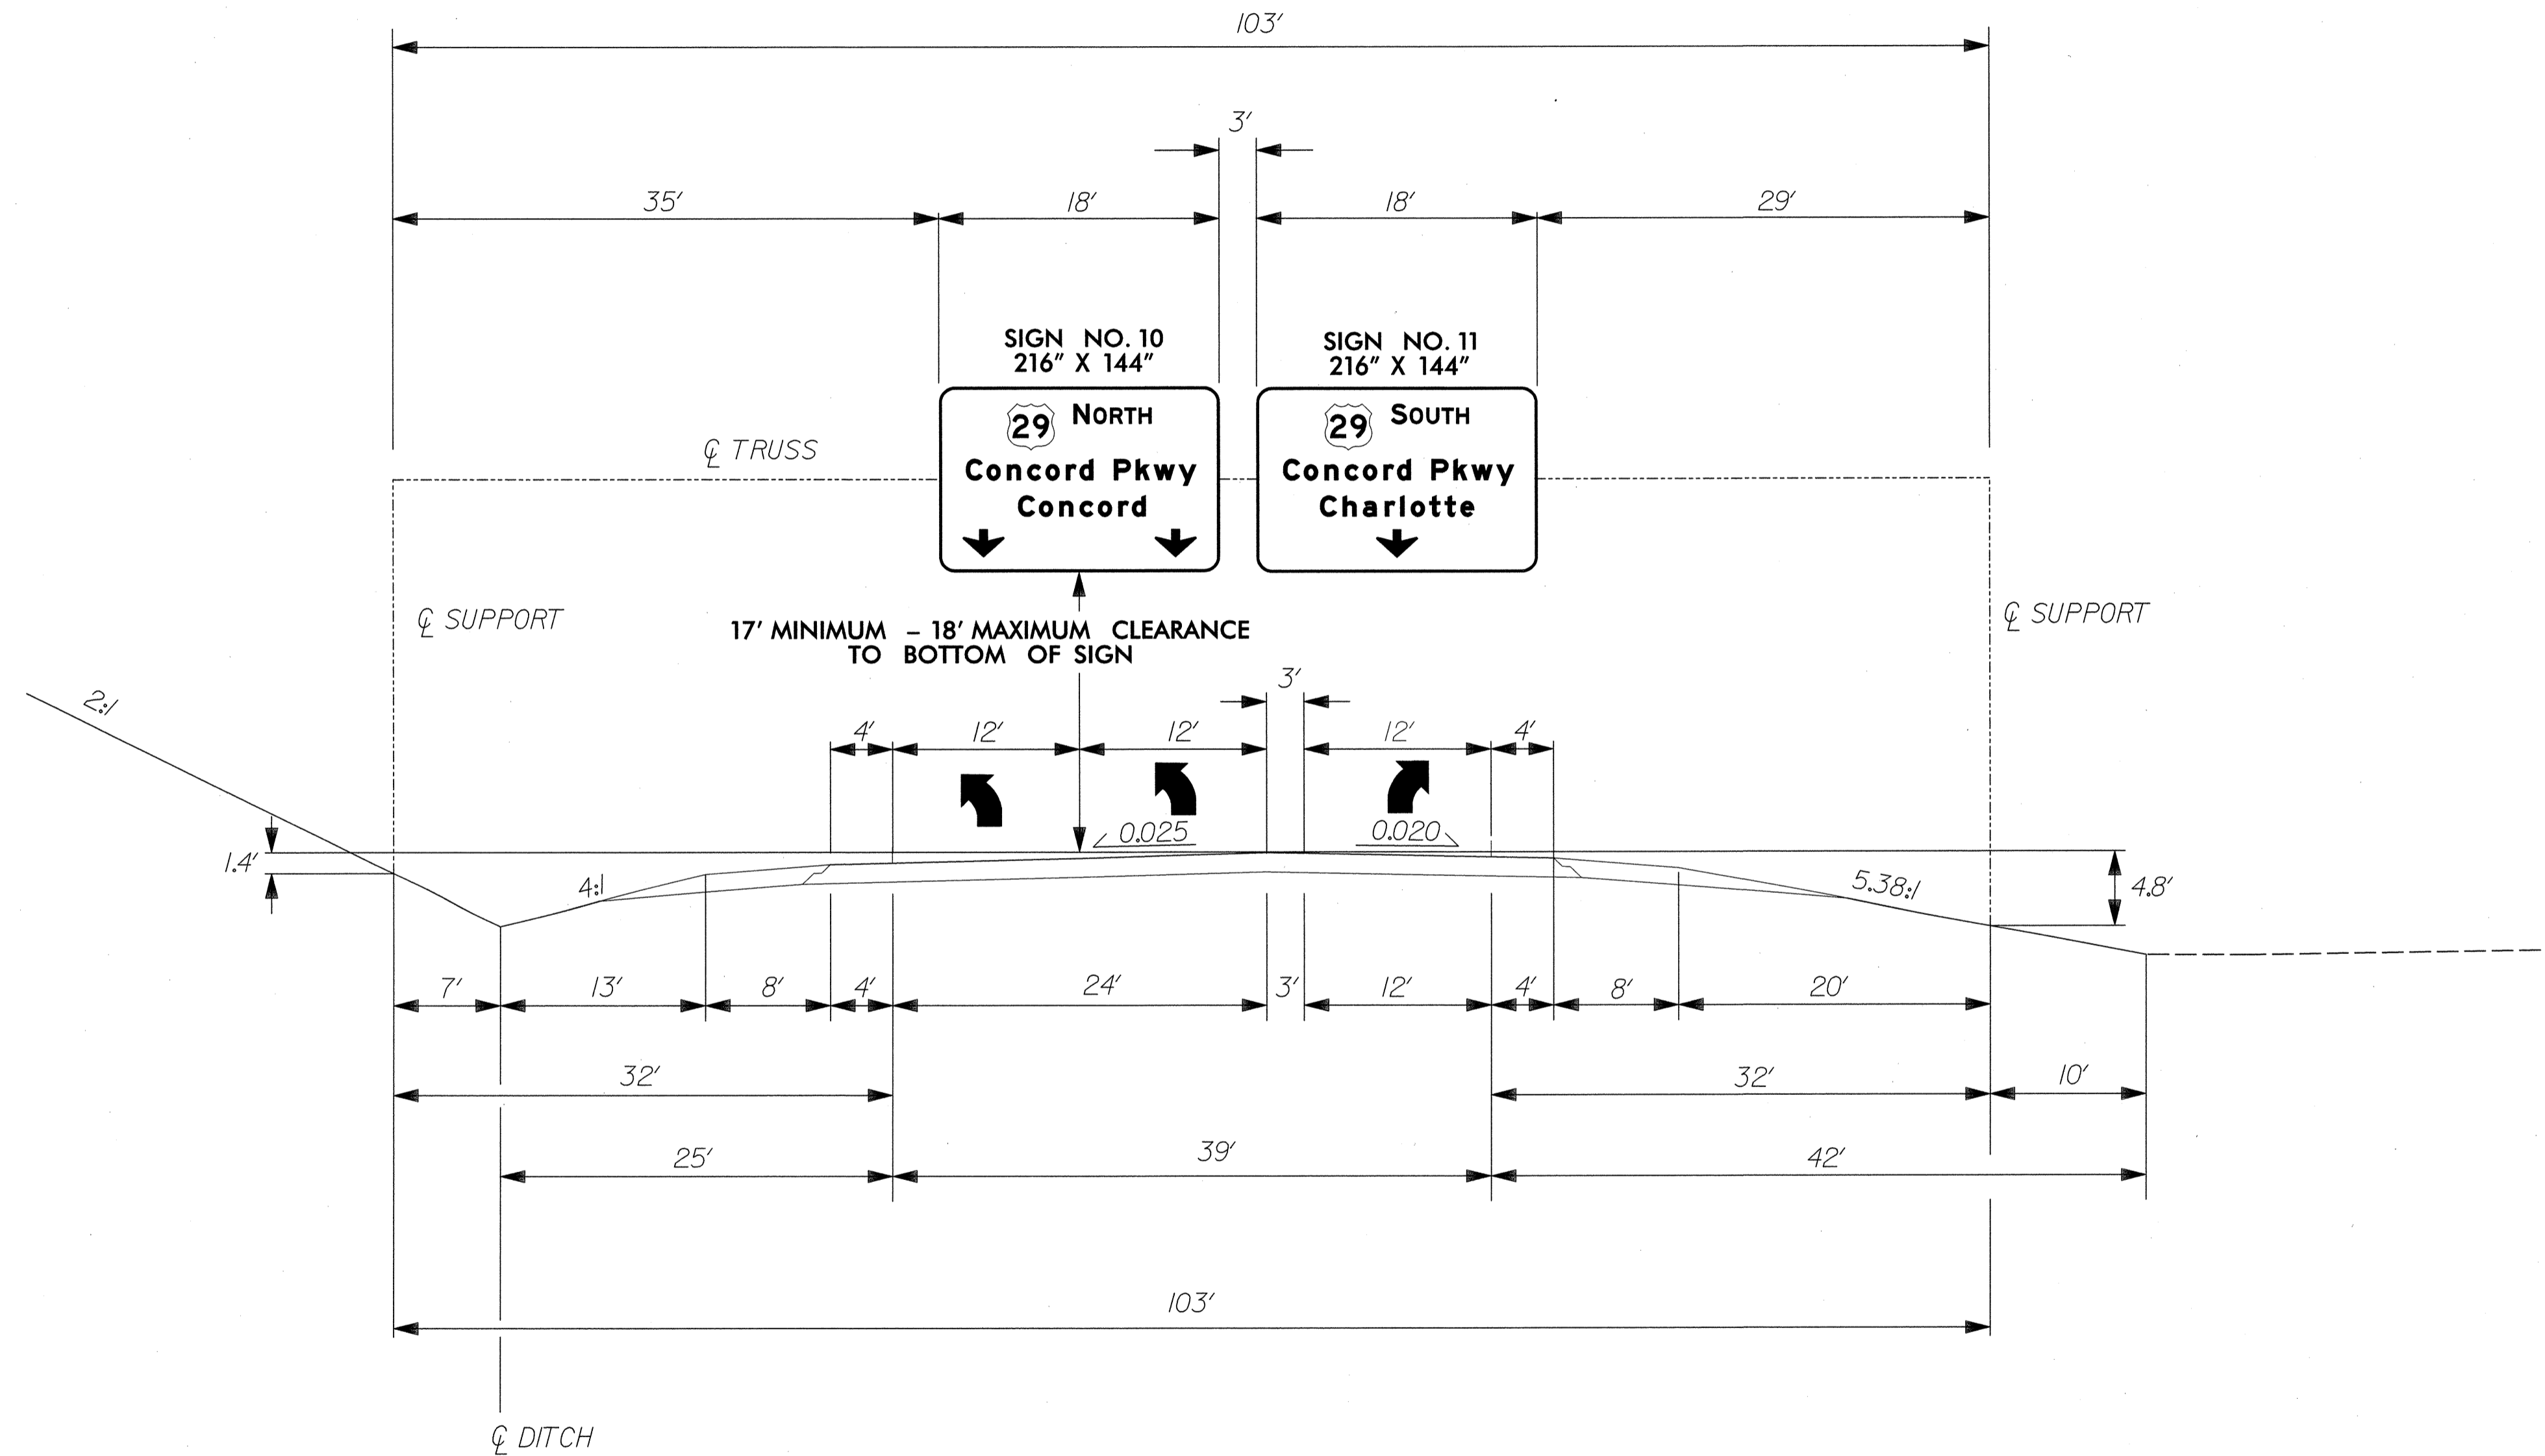 103'
3'
35'
18'
18'
29'
SIGN NO. 10
216" X 144"
SIGN NO. 11
216" X 144"
29 NORTH
Concord Pkwy
Concord
29 SOUTH
Concord Pkwy
Charlotte
℄ TRUSS
℄ SUPPORT
℄ SUPPORT
17' MINIMUM – 18' MAXIMUM CLEARANCE
TO BOTTOM OF SIGN
2:1
3'
4'
12'
12'
12'
4'
0.025
0.020
1.4'
4:1
5.38:1
4.8'
7'
13'
8'
4'
24'
3'
12'
4'
8'
20'
32'
32'
10'
25'
39'
42'
103'
℄ DITCH